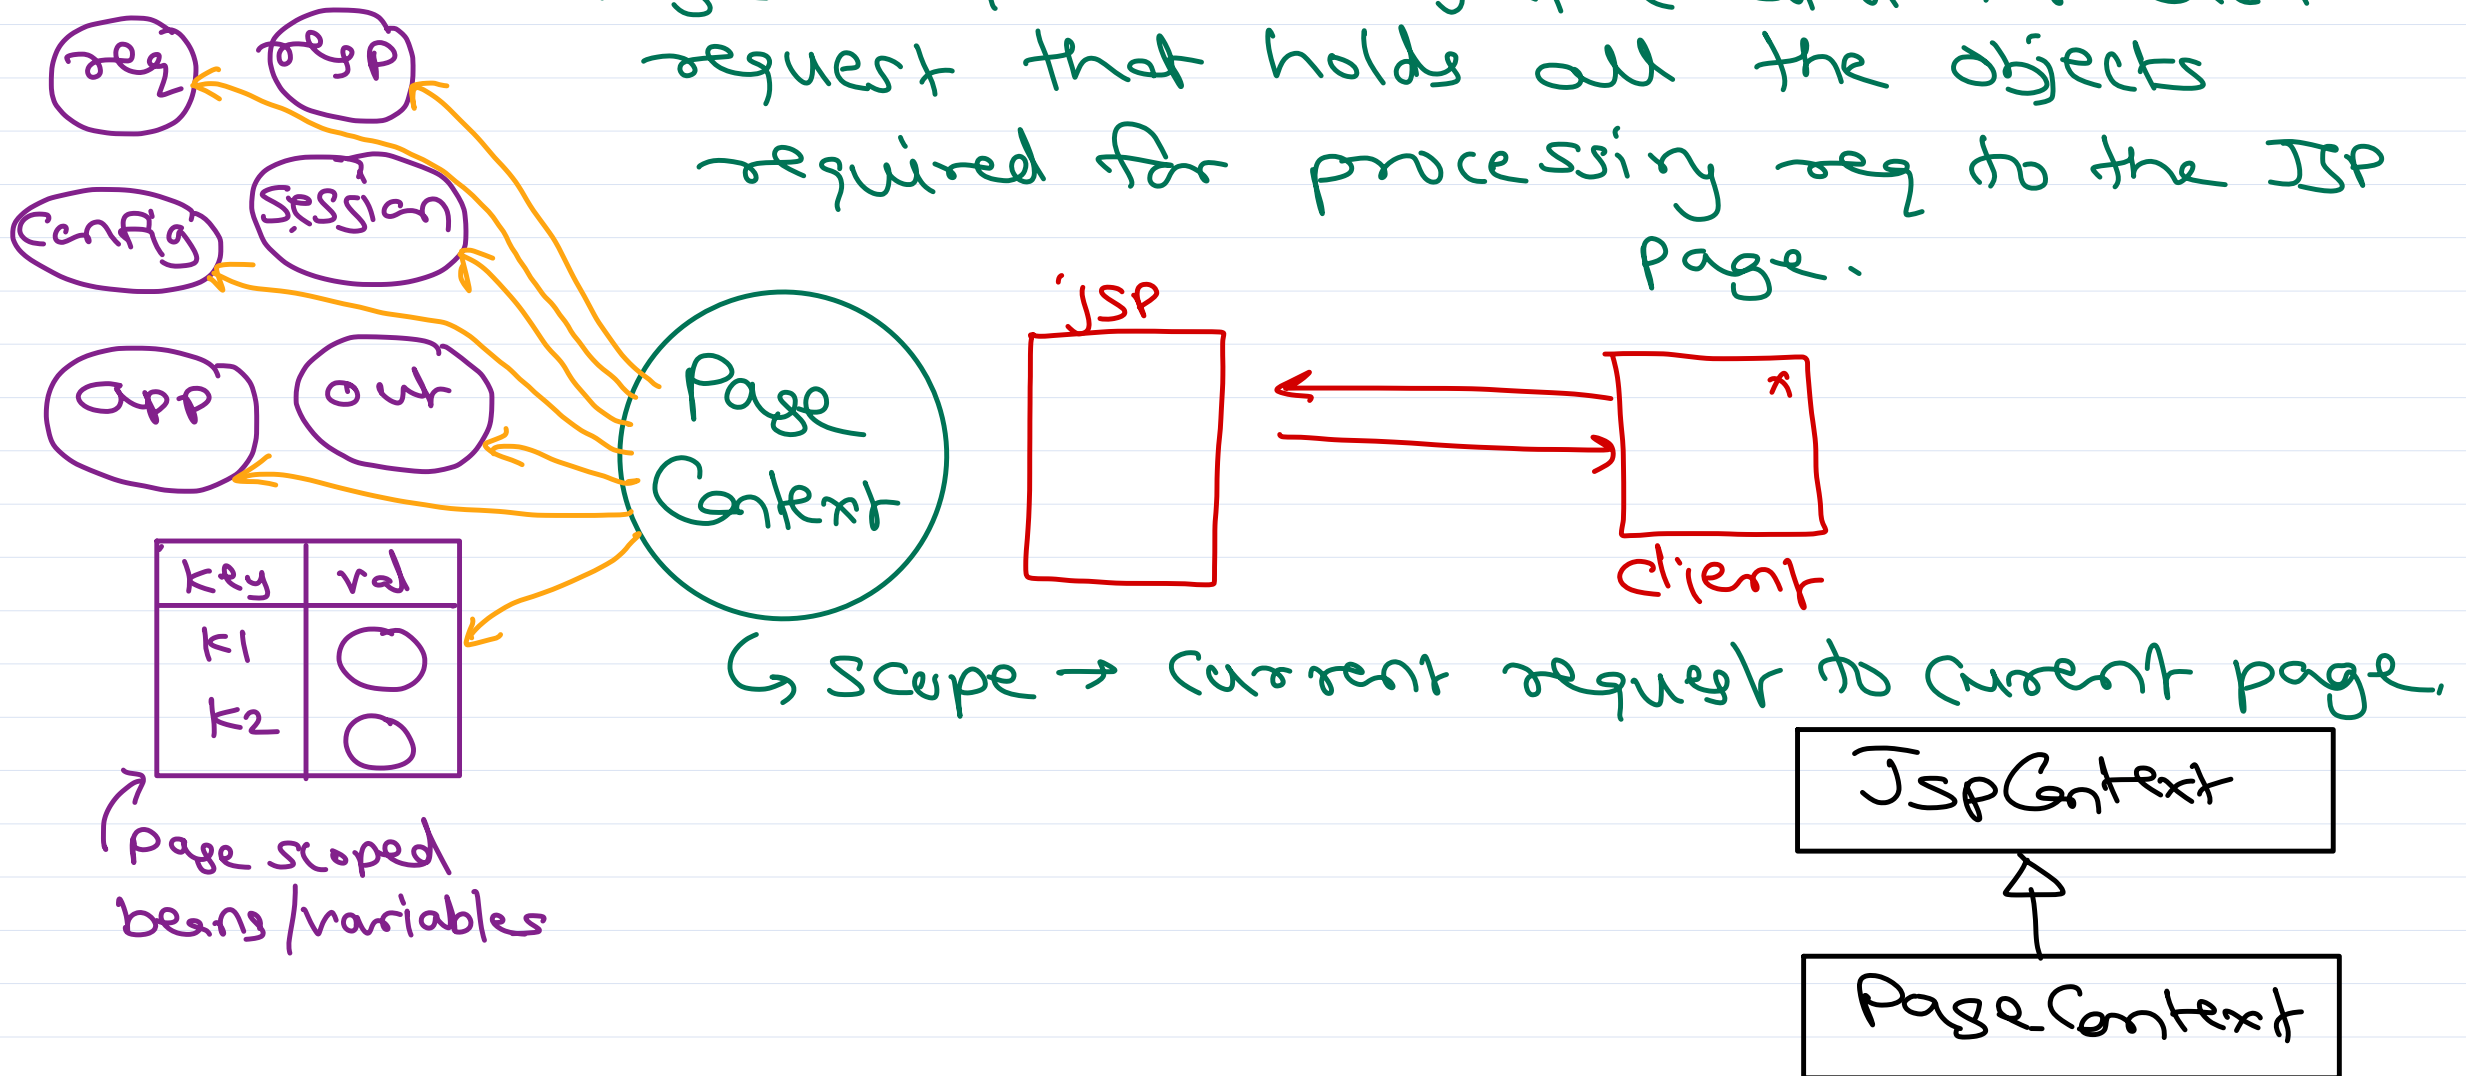 request that holds all the objects
required for processing req to the JSP
page.
req
resp
config
session
app
out
Page
Context
JSP
client
key val
k1
k2
page scoped
beans/variables
scope → Current request to current page.
JspContext
PageContext